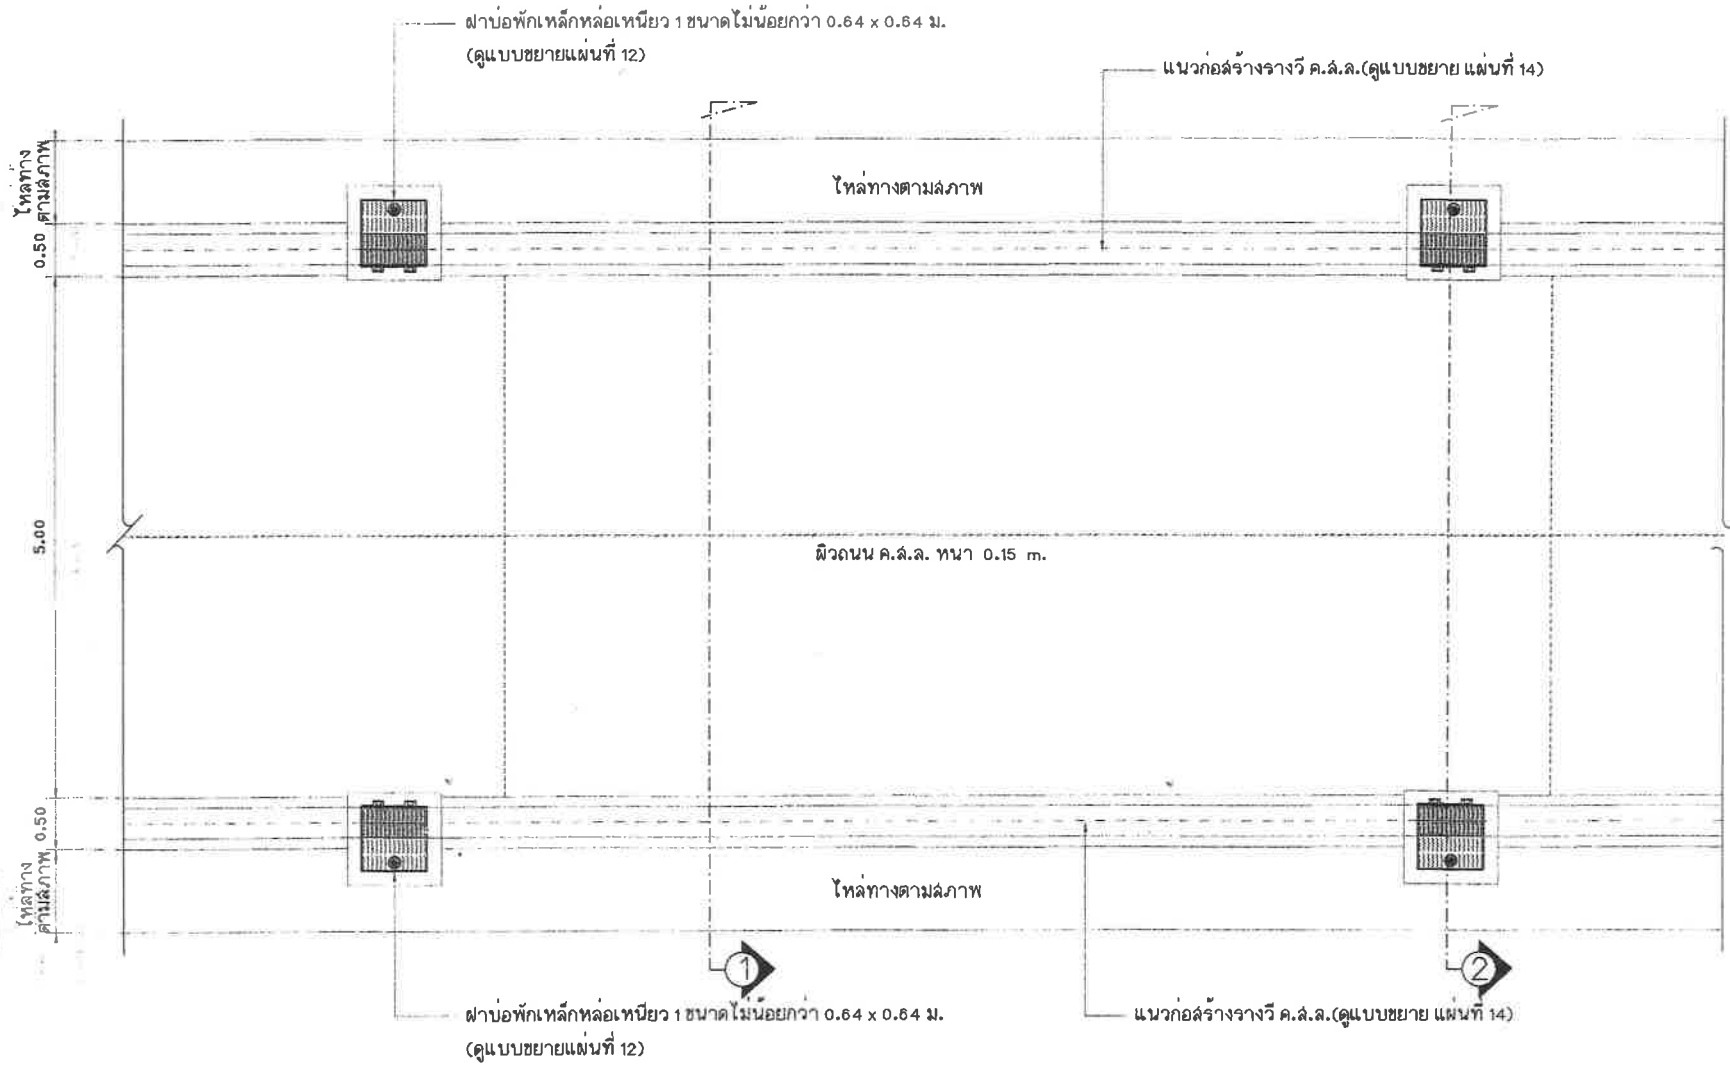 ฝาบ่อพักเหล็กหล่อเหนียว 1 ขนาดไม่น้อยกว่า 0.64 x 0.64 ม.
(ดูแบบขยายแผ่นที่ 12)
แนวก่อสร้างรางวี ค.ส.ล.(ดูแบบขยาย แผ่นที่ 14)
ไหล่ทาง
ตามสภาพ
ไหล่ทางตามสภาพ
0.50
5.00
ผิวถนน ค.ส.ล. หนา 0.15 m.
0.50
ไหล่ทาง
ตามสภาพ
ไหล่ทางตามสภาพ
1
2
ฝาบ่อพักเหล็กหล่อเหนียว 1 ขนาดไม่น้อยกว่า 0.64 x 0.64 ม.
(ดูแบบขยายแผ่นที่ 12)
แนวก่อสร้างรางวี ค.ส.ล.(ดูแบบขยาย แผ่นที่ 14)